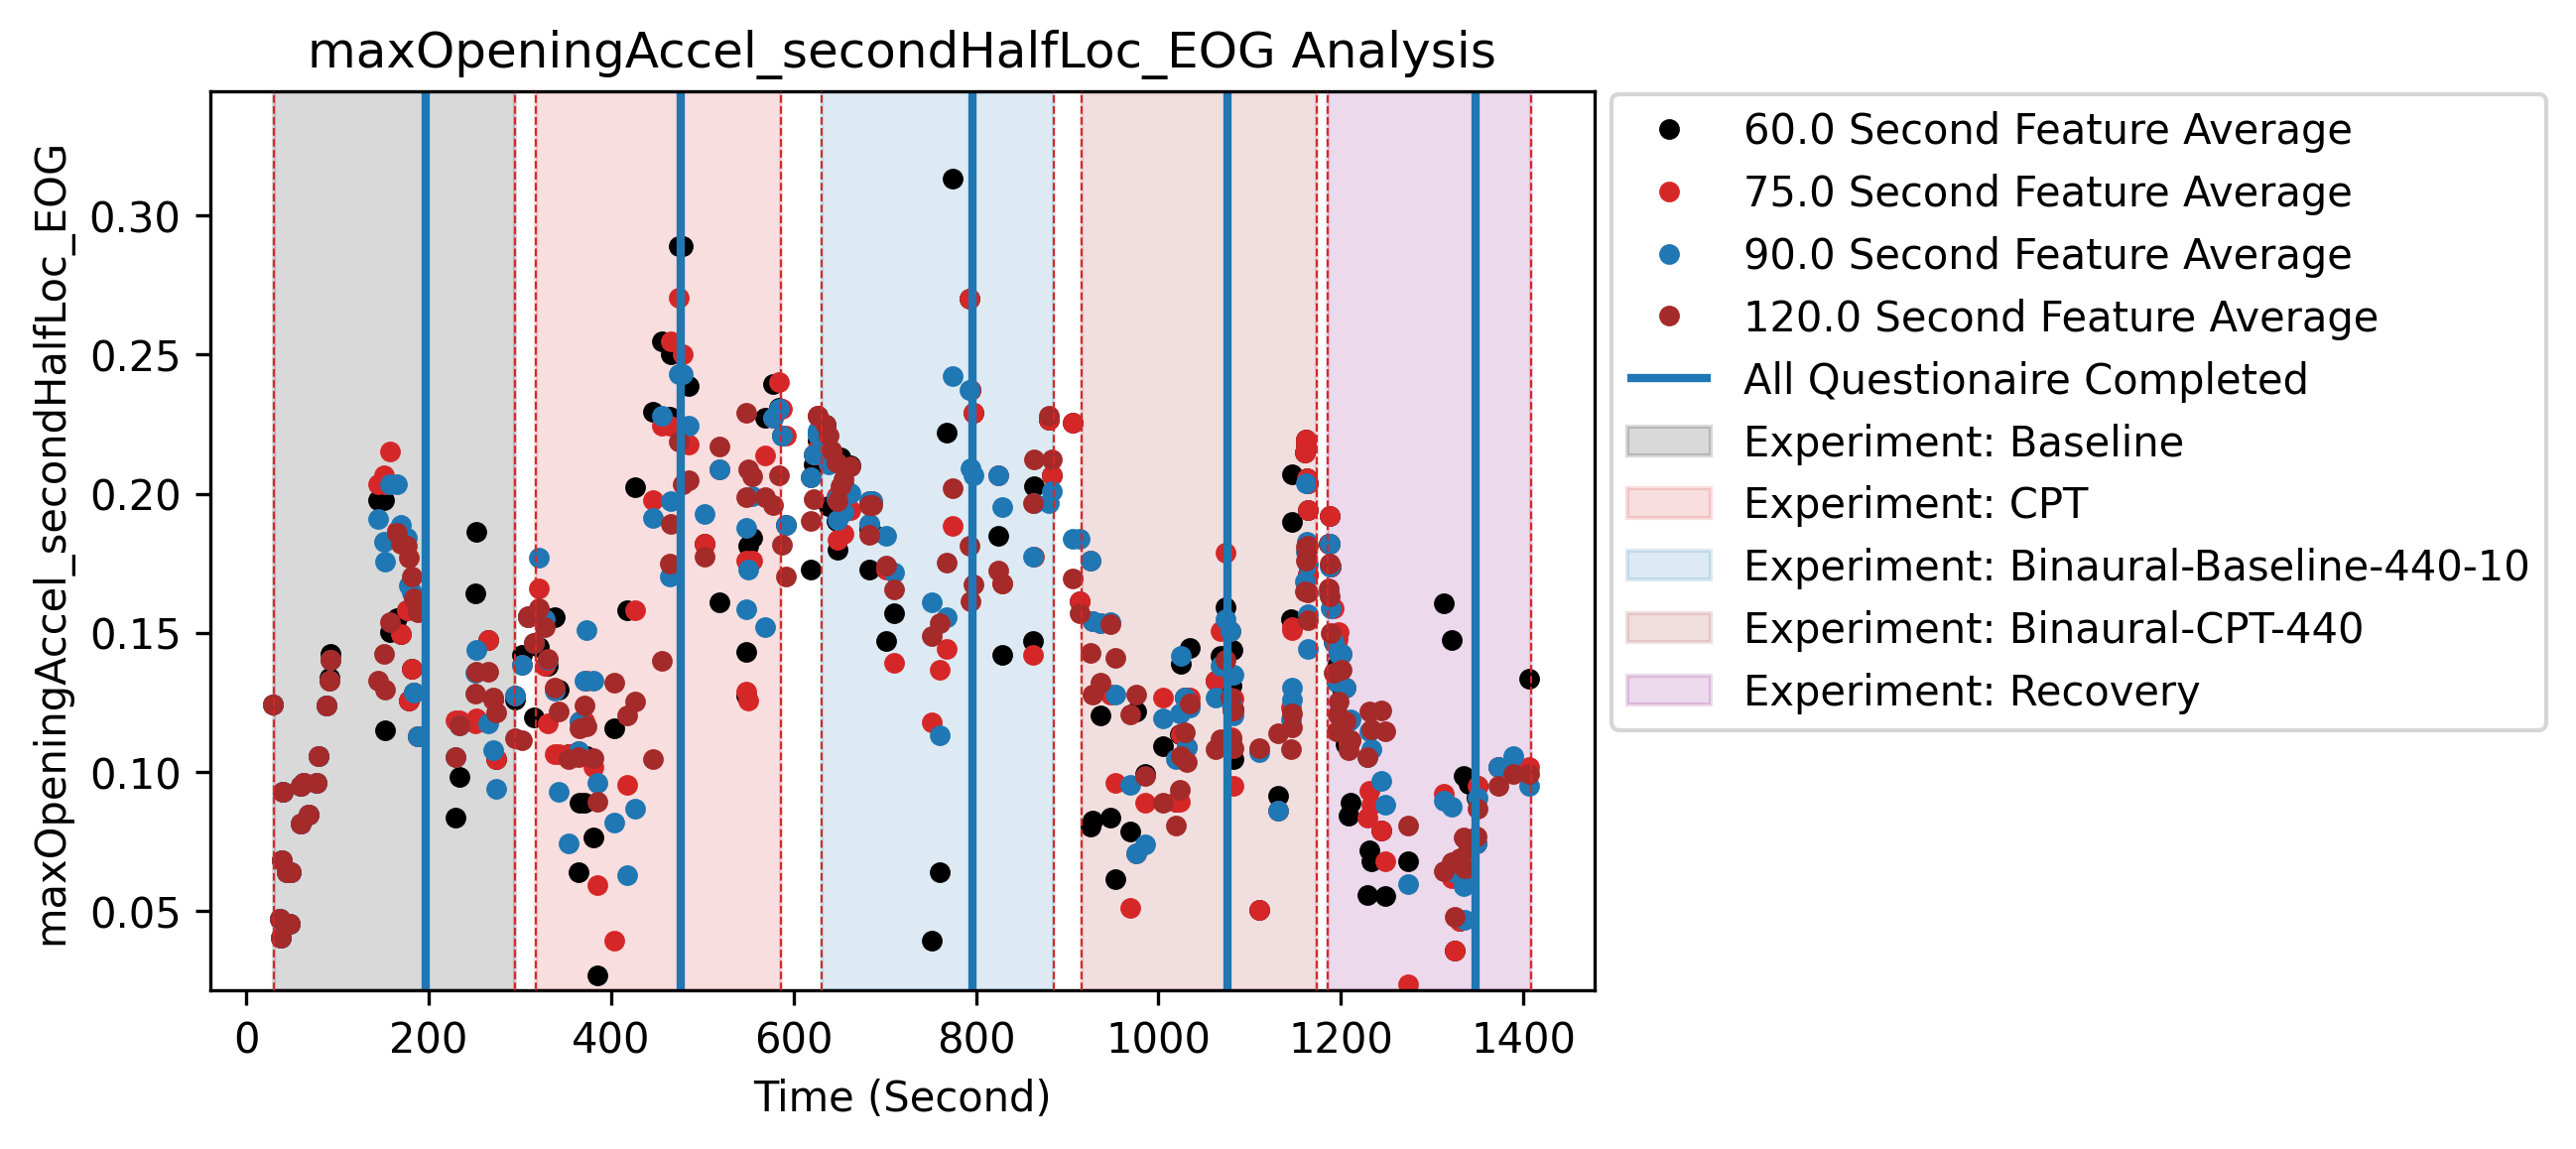 maxOpeningAccel_secondHalfLoc_EOG Analysis
maxOpeningAccel_secondHalfLoc_EOG
0.30
0.25
0.20
0.15
0.10
0.05
0 200 400 600 800 1000 1200 1400
Time (Second)
60.0 Second Feature Average
75.0 Second Feature Average
90.0 Second Feature Average
120.0 Second Feature Average
All Questionaire Completed
Experiment: Baseline
Experiment: CPT
Experiment: Binaural-Baseline-440-10
Experiment: Binaural-CPT-440
Experiment: Recovery